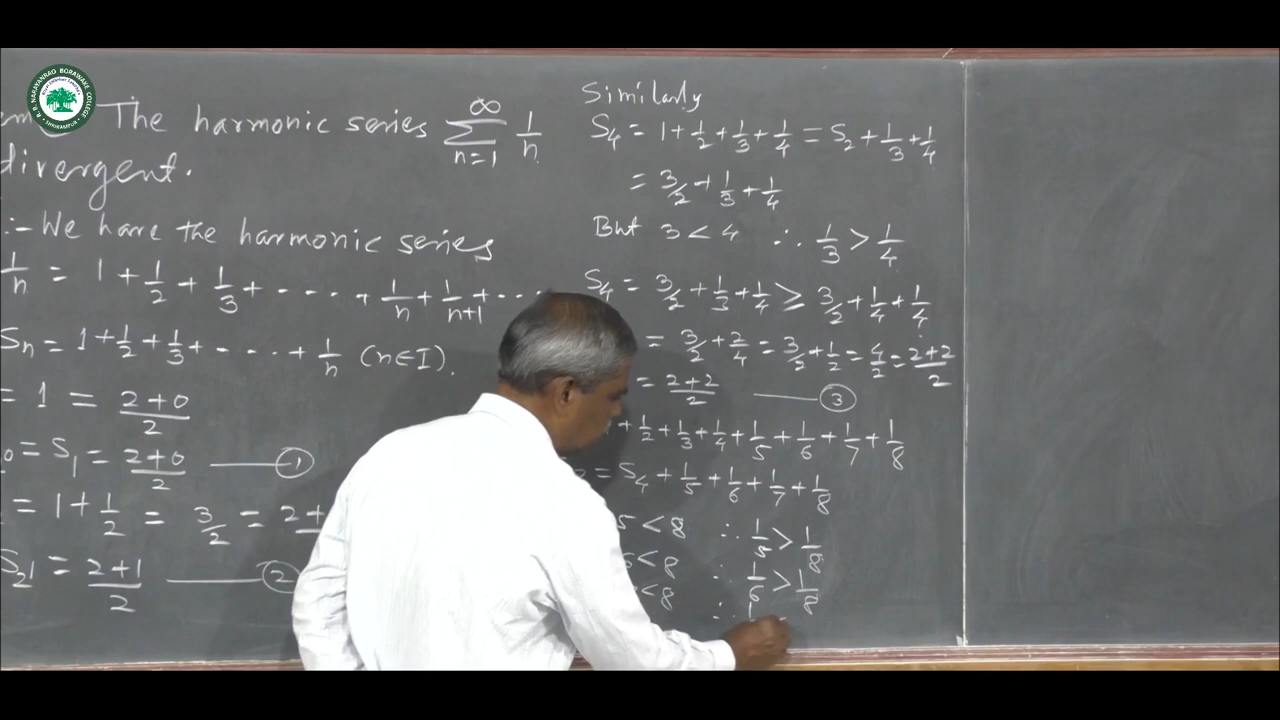 R. B. NARAYANRAO BORAWAKE COLLEGE
SHRIRAMPUR
The harmonic series ∑_{n=1}^{∞} 1/n
divergent.
:- We have the harmonic series
1/n = 1 + 1/2 + 1/3 + ..... + 1/n + 1/n+1 + ...
Sn = 1 + 1/2 + 1/3 + - ... + 1/n (n∈I).
= 1 = 2+0/2
0 = S1 = 2+0/2 —— ①
= 1 + 1/2 = 3/2 = 2+
S21 = 2+1/2 —— ②
Similarly
S4 = 1 + 1/2 + 1/3 + 1/4 = S2 + 1/3 + 1/4
= 3/2 + 1/3 + 1/4
But 3 < 4 ∴ 1/3 > 1/4
S4 = 3/2 + 1/3 + 1/4 ≥ 3/2 + 1/4 + 1/4
= 3/2 + 2/4 = 3/2 + 1/2 = 4/2 = 2+2/2
= 2+2/2 —— ③
+ 1/2 + 1/3 + 1/4 + 1/5 + 1/6 + 1/7 + 1/8
= S4 + 1/5 + 1/6 + 1/7 + 1/8
5 < 8 ∴ 1/5 > 1/8
6 < 8 ∴ 1/6 > 1/8
< 8 ∴ 1